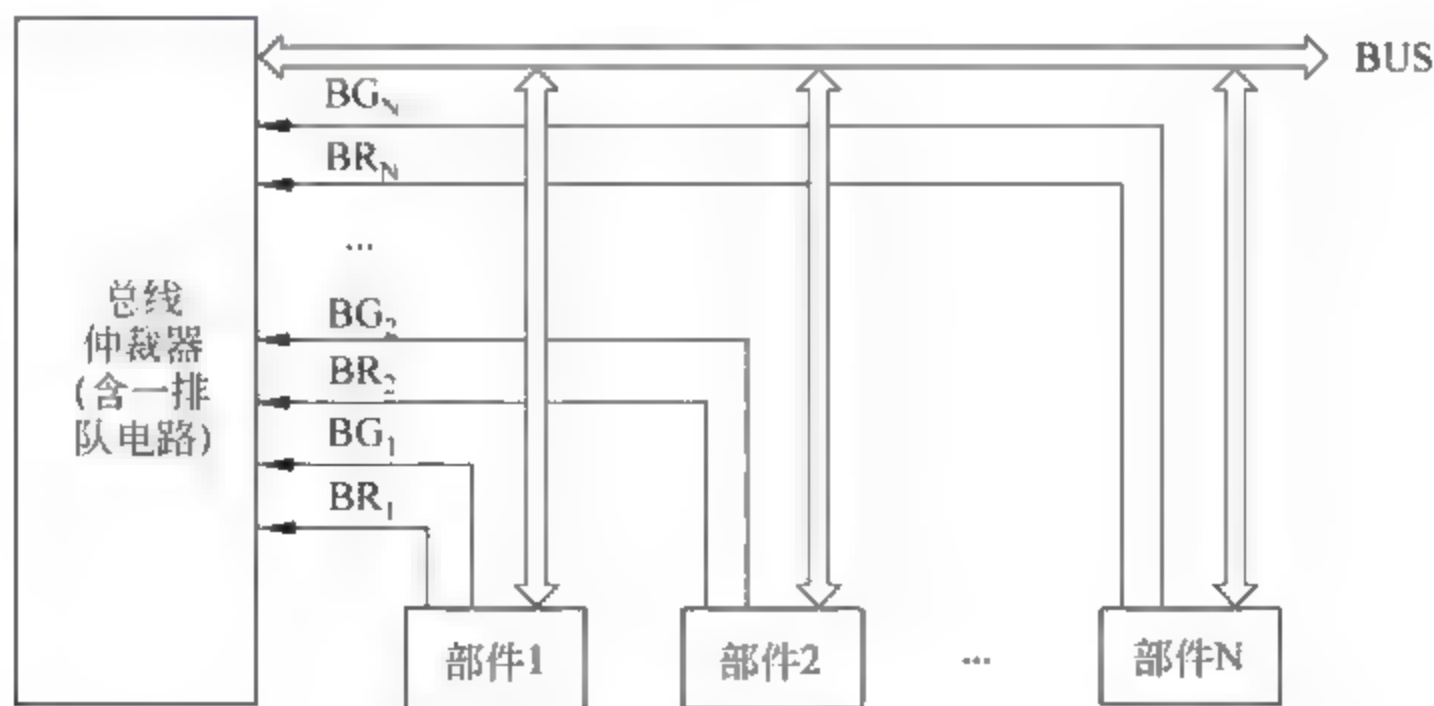 BUS
BG_N
BR_N
...
总线
仲裁器
(含一排
队电路)
BG_2
BR_2
BG_1
BR_1
部件1
部件2
...
部件N